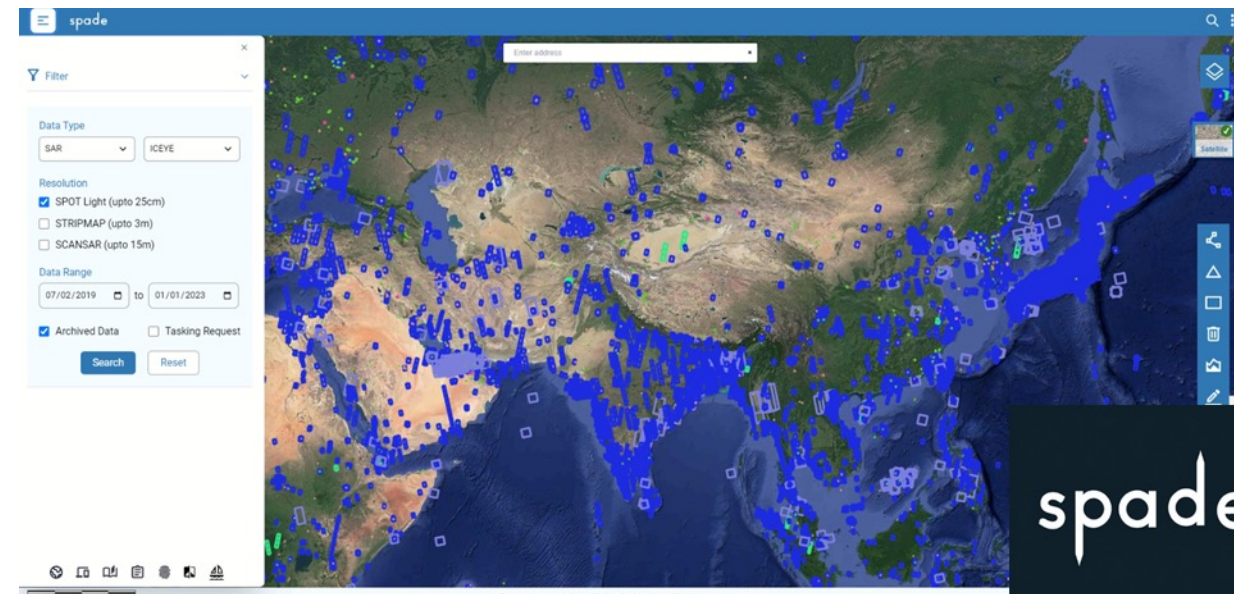 spade
Enter address
Filter
Data Type
SAR
ICEYE
Resolution
SPOT Light (upto 25cm)
STRIPMAP (upto 3m)
SCANSAR (upto 15m)
Data Range
07/02/2019 to 01/01/2023
Archived Data
Tasking Request
Search
Reset
Satellite
spade